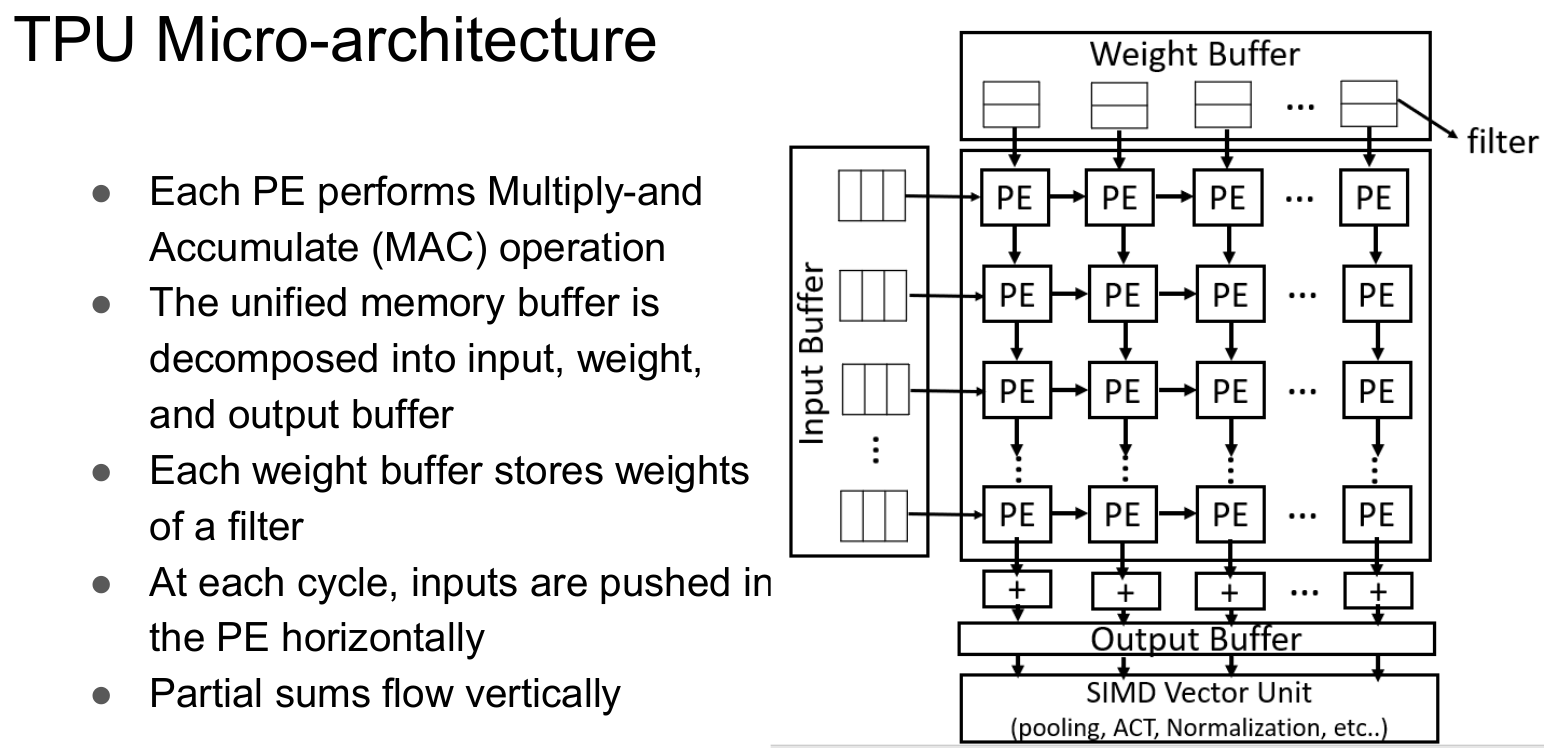 TPU Micro-architecture
● Each PE performs Multiply-and
Accumulate (MAC) operation
● The unified memory buffer is
decomposed into input, weight,
and output buffer
● Each weight buffer stores weights
of a filter
● At each cycle, inputs are pushed in
the PE horizontally
● Partial sums flow vertically
Weight Buffer
...
filter
Input Buffer
...
PE PE PE ... PE
PE PE PE ... PE
PE PE PE ... PE
PE PE PE ... PE
+ + + ... +
Output Buffer
SIMD Vector Unit
(pooling, ACT, Normalization, etc..)